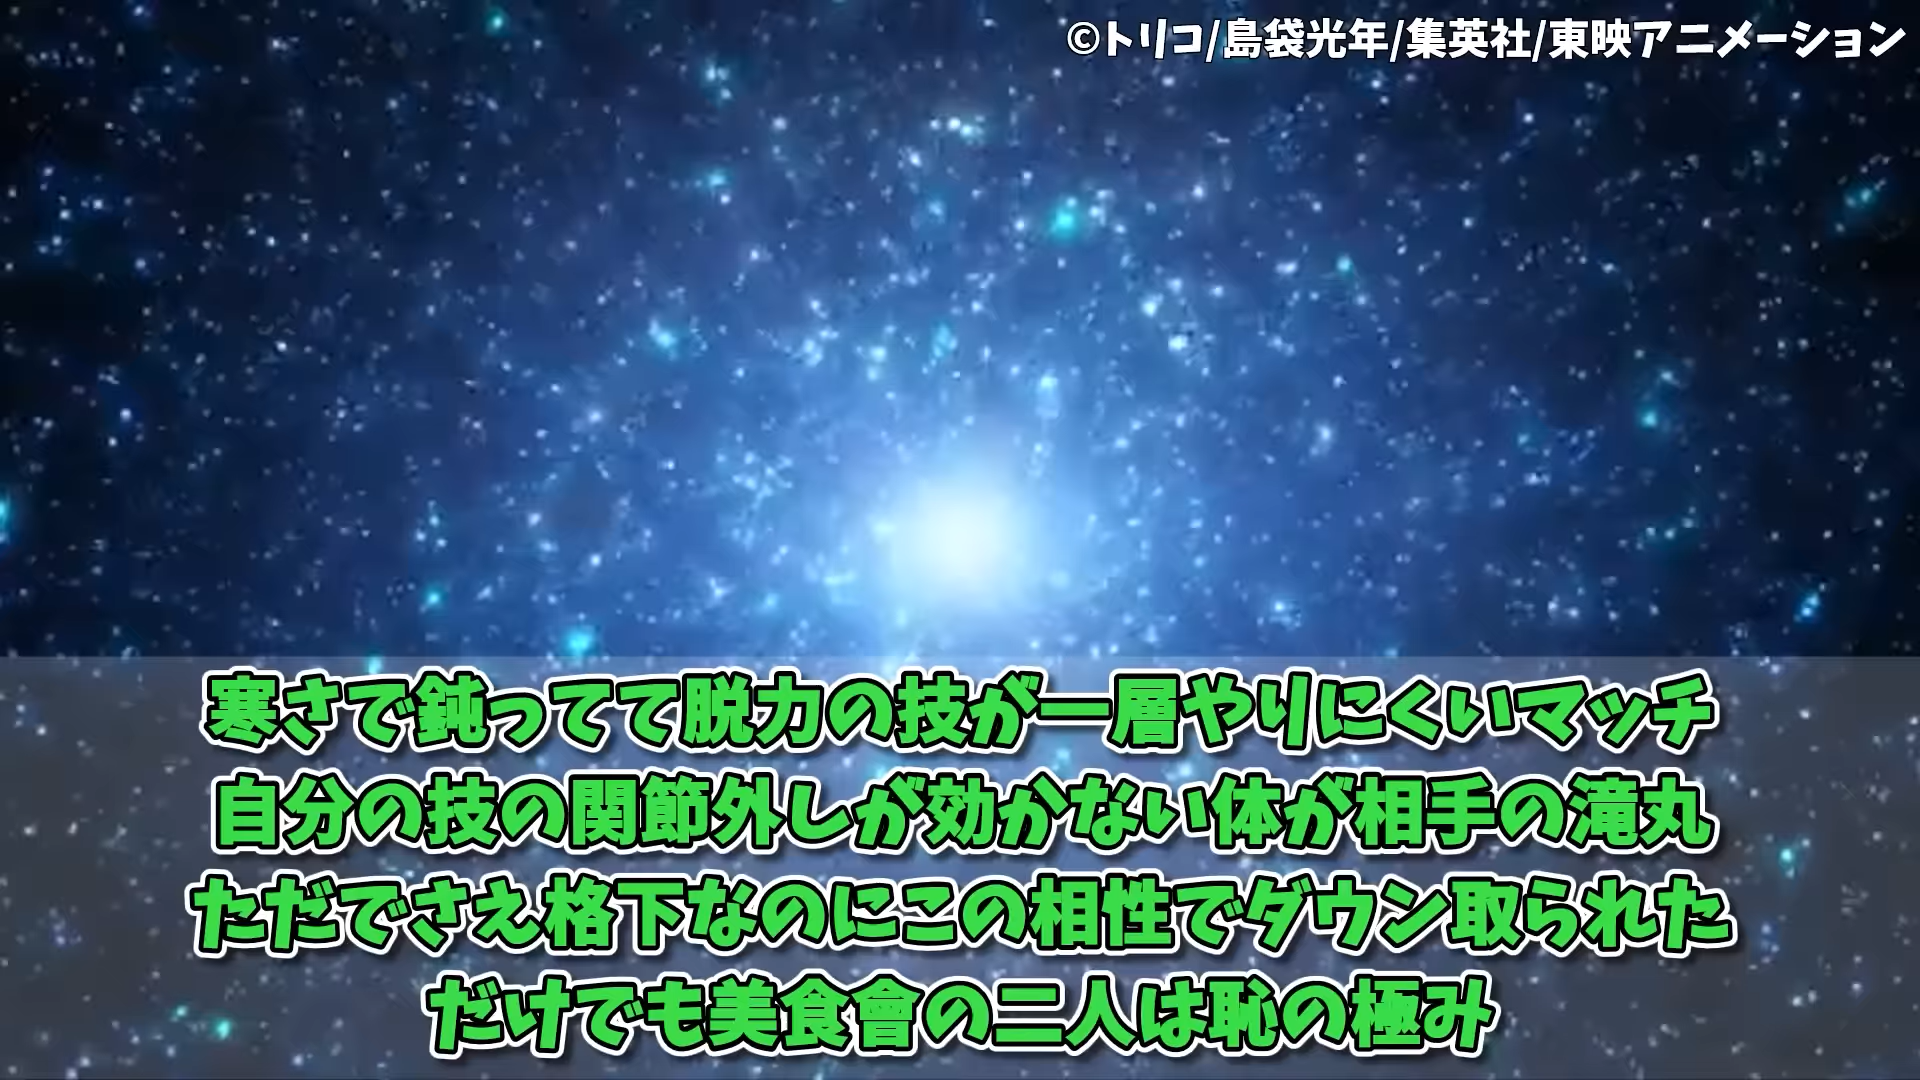 ©トリコ/島袋光年/集英社/東映アニメーション
寒さで鈍ってて脱力の技が一層やりにくいマッチ
自分の技の関節外しが効かない体が相手の滝丸
ただでさえ格下なのにこの相性でダウン取られた
だけでも美食會の二人は恥の極み